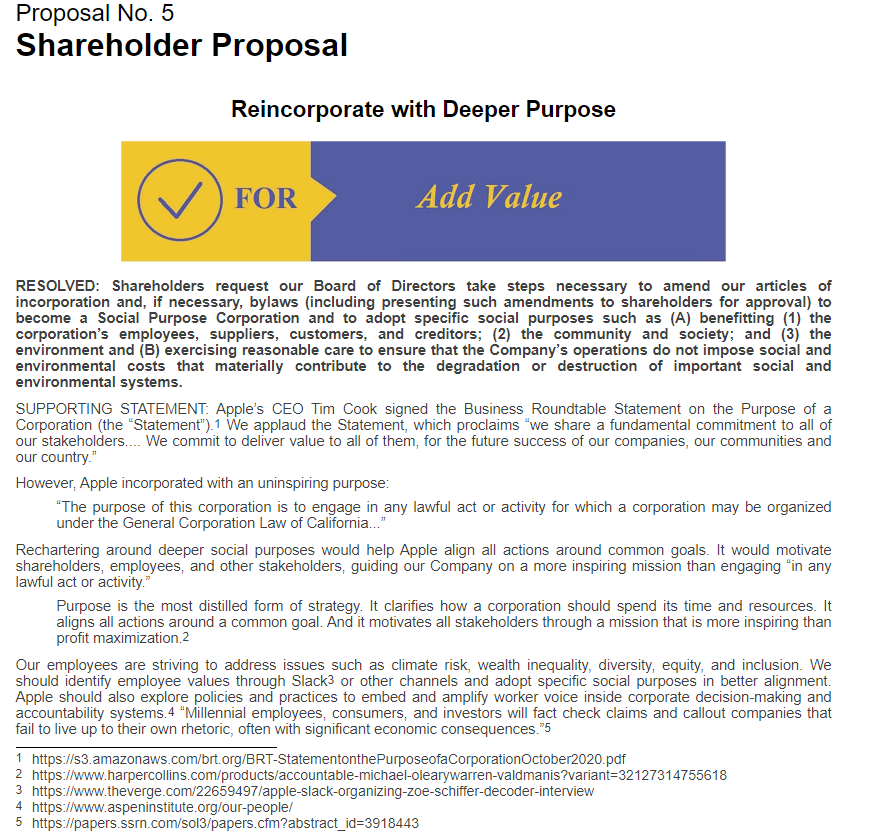 Proposal No. 5
Shareholder Proposal
Reincorporate with Deeper Purpose
FOR
Add Value
RESOLVED: Shareholders request our Board of Directors take steps necessary to amend our articles of
incorporation and, if necessary, bylaws (including presenting such amendments to shareholders for approval) to
become a Social Purpose Corporation and to adopt specific social purposes such as (A) benefitting (1) the
corporation’s employees, suppliers, customers, and creditors; (2) the community and society; and (3) the
environment and (B) exercising reasonable care to ensure that the Company’s operations do not impose social and
environmental costs that materially contribute to the degradation or destruction of important social and
environmental systems.
SUPPORTING STATEMENT: Apple’s CEO Tim Cook signed the Business Roundtable Statement on the Purpose of a
Corporation (the “Statement”).1 We applaud the Statement, which proclaims “we share a fundamental commitment to all of
our stakeholders.... We commit to deliver value to all of them, for the future success of our companies, our communities and
our country.”
However, Apple incorporated with an uninspiring purpose:
“The purpose of this corporation is to engage in any lawful act or activity for which a corporation may be organized
under the General Corporation Law of California...”
Rechartering around deeper social purposes would help Apple align all actions around common goals. It would motivate
shareholders, employees, and other stakeholders, guiding our Company on a more inspiring mission than engaging “in any
lawful act or activity.”
Purpose is the most distilled form of strategy. It clarifies how a corporation should spend its time and resources. It
aligns all actions around a common goal. And it motivates all stakeholders through a mission that is more inspiring than
profit maximization.2
Our employees are striving to address issues such as climate risk, wealth inequality, diversity, equity, and inclusion. We
should identify employee values through Slack3 or other channels and adopt specific social purposes in better alignment.
Apple should also explore policies and practices to embed and amplify worker voice inside corporate decision-making and
accountability systems.4 “Millennial employees, consumers, and investors will fact check claims and callout companies that
fail to live up to their own rhetoric, often with significant economic consequences.”5
1 https://s3.amazonaws.com/brt.org/BRT-StatementonthePurposeofaCorporationOctober2020.pdf
2 https://www.harpercollins.com/products/accountable-michael-olearywarren-valdmanis?variant=32127314755618
3 https://www.theverge.com/22659497/apple-slack-organizing-zoe-schiffer-decoder-interview
4 https://www.aspeninstitute.org/our-people/
5 https://papers.ssrn.com/sol3/papers.cfm?abstract_id=3918443